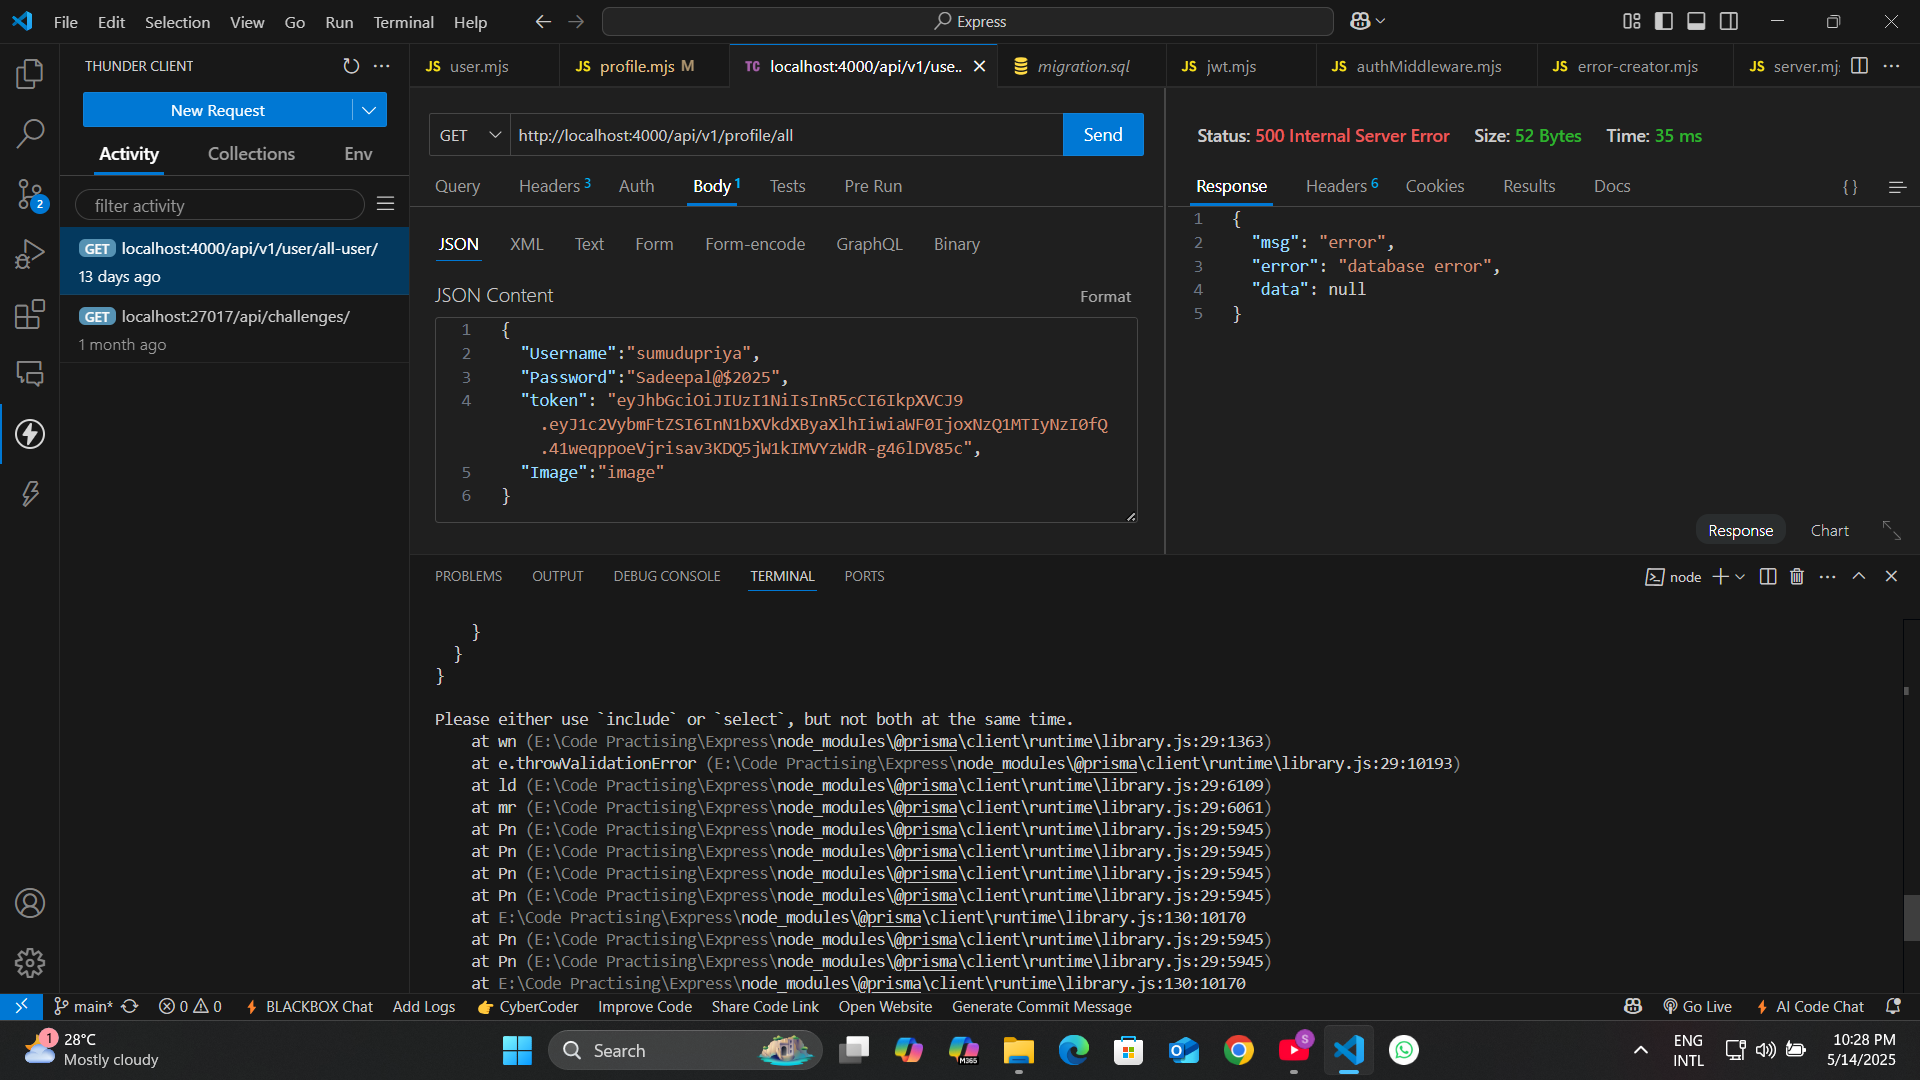 File Edit Selection View Go Run Terminal Help
Express
THUNDER CLIENT
New Request
Activity Collections Env
filter activity
GET localhost:4000/api/v1/user/all-user/
13 days ago
GET localhost:27017/api/challenges/
1 month ago
2
JS user.mjs
JS profile.mjs M
TC localhost:4000/api/v1/use..
migration.sql
JS jwt.mjs
JS authMiddleware.mjs
JS error-creator.mjs
JS server.mj
GET http://localhost:4000/api/v1/profile/all Send
Query Headers 3 Auth Body 1 Tests Pre Run
JSON XML Text Form Form-encode GraphQL Binary
JSON Content Format
1 {
2 "Username":"sumudupriya",
3 "Password":"Sadeepal@$2025",
4 "token": "eyJhbGciOiJIUzI1NiIsInR5cCI6IkpXVCJ9
.eyJ1c2VybmFtZSI6InN1bXVkdXByaXlhIiwiaWF0IjoxNzQ1MTIyNzI0fQ
.41weqppoeVjrisav3KDQ5jW1kIMVYzWdR-g46lDV85c",
5 "Image":"image"
6 }
Status: 500 Internal Server Error Size: 52 Bytes Time: 35 ms
Response Headers 6 Cookies Results Docs { }
1 {
2 "msg": "error",
3 "error": "database error",
4 "data": null
5 }
Response Chart
PROBLEMS OUTPUT DEBUG CONSOLE TERMINAL PORTS
node
}
}
}
Please either use `include` or `select`, but not both at the same time.
at wn (E:\Code Practising\Express\node_modules\@prisma\client\runtime\library.js:29:1363)
at e.throwValidationError (E:\Code Practising\Express\node_modules\@prisma\client\runtime\library.js:29:10193)
at ld (E:\Code Practising\Express\node_modules\@prisma\client\runtime\library.js:29:6109)
at mr (E:\Code Practising\Express\node_modules\@prisma\client\runtime\library.js:29:6061)
at Pn (E:\Code Practising\Express\node_modules\@prisma\client\runtime\library.js:29:5945)
at Pn (E:\Code Practising\Express\node_modules\@prisma\client\runtime\library.js:29:5945)
at Pn (E:\Code Practising\Express\node_modules\@prisma\client\runtime\library.js:29:5945)
at Pn (E:\Code Practising\Express\node_modules\@prisma\client\runtime\library.js:29:5945)
at E:\Code Practising\Express\node_modules\@prisma\client\runtime\library.js:130:10170
at Pn (E:\Code Practising\Express\node_modules\@prisma\client\runtime\library.js:29:5945)
at Pn (E:\Code Practising\Express\node_modules\@prisma\client\runtime\library.js:29:5945)
at E:\Code Practising\Express\node_modules\@prisma\client\runtime\library.js:130:10170
main* 0 0 BLACKBOX Chat Add Logs CyberCoder Improve Code Share Code Link Open Website Generate Commit Message Go Live AI Code Chat
1
28°C
Mostly cloudy
Search
M365
S
ENG
INTL
10:28 PM
5/14/2025